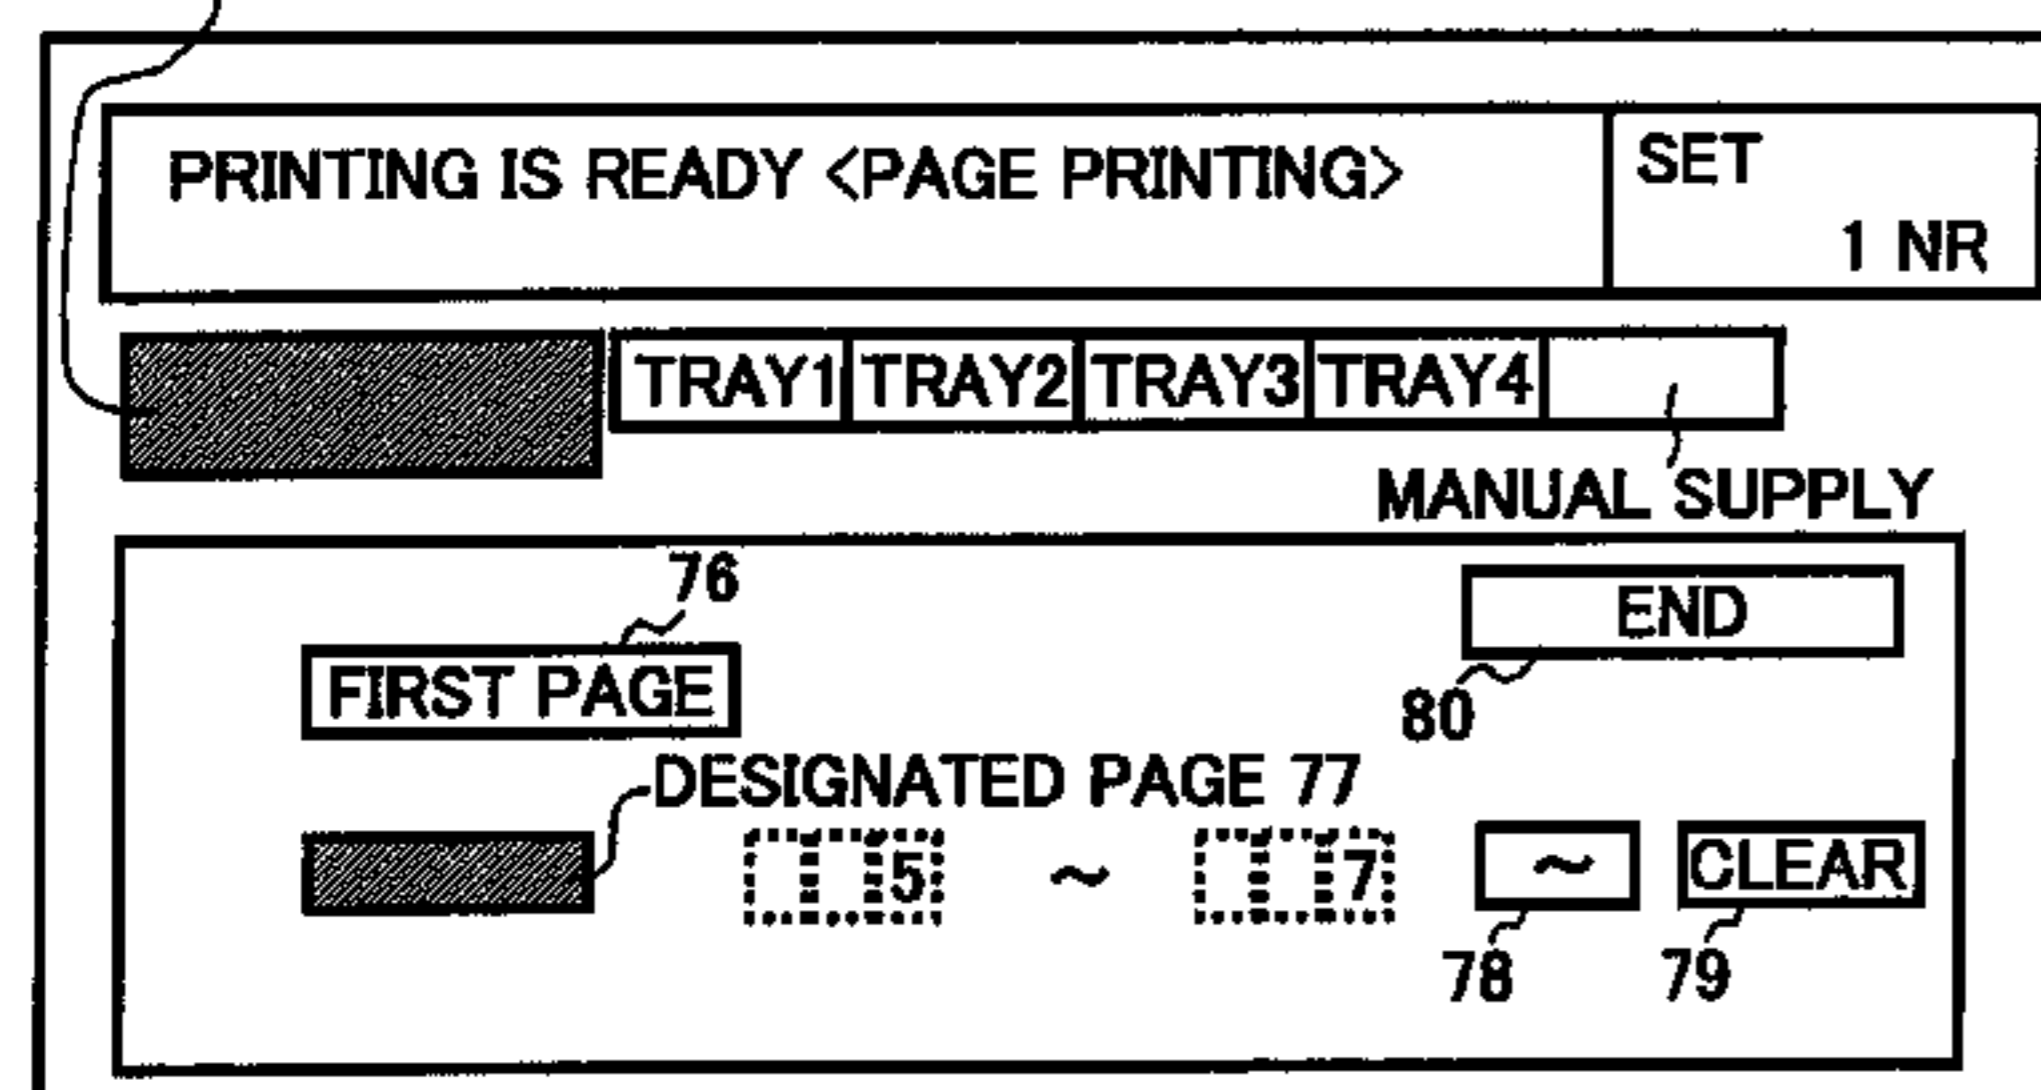 PRINTING IS READY <PAGE PRINTING>
SET
1 NR
TRAY1 TRAY2 TRAY3 TRAY4
MANUAL SUPPLY
76
END
FIRST PAGE
80
DESIGNATED PAGE 77
5 ~ 7 ~ CLEAR
78 79